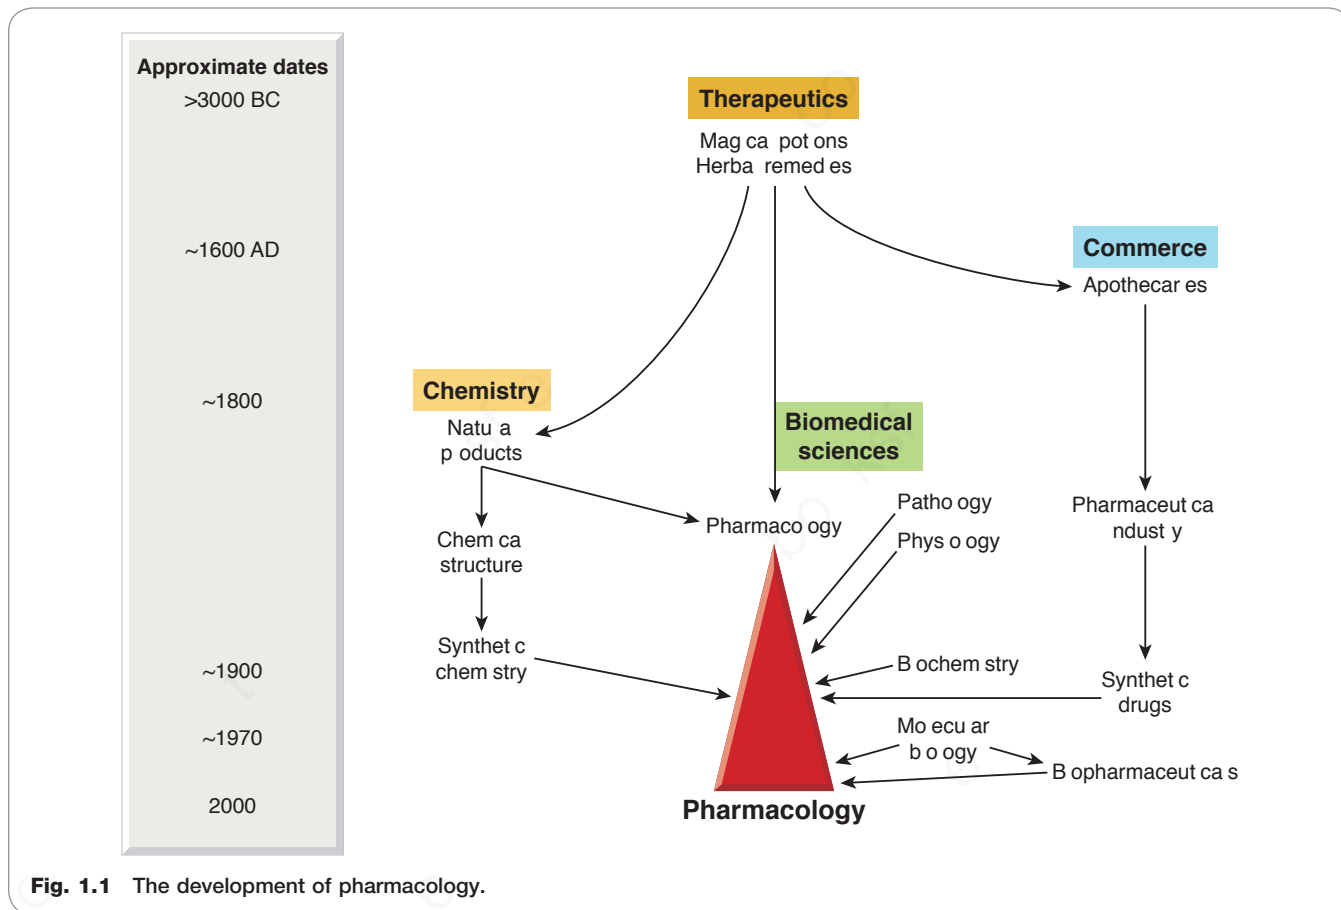 Approximate dates
>3000 BC
~1600 AD
~1800
~1900
~1970
2000
Therapeutics
Mag ca pot ons
Herba remed es
Commerce
Apothecar es
Chemistry
Natu a
p oducts
Biomedical
sciences
Chem ca
structure
Pharmaco ogy
Patho ogy
Phys o ogy
Pharmaceut ca
ndust y
Synthet c
chem stry
B ochem stry
Synthet c
drugs
Mo ecu ar
b o ogy
B opharmaceut ca s
Pharmacology
Fig. 1.1 The development of pharmacology.